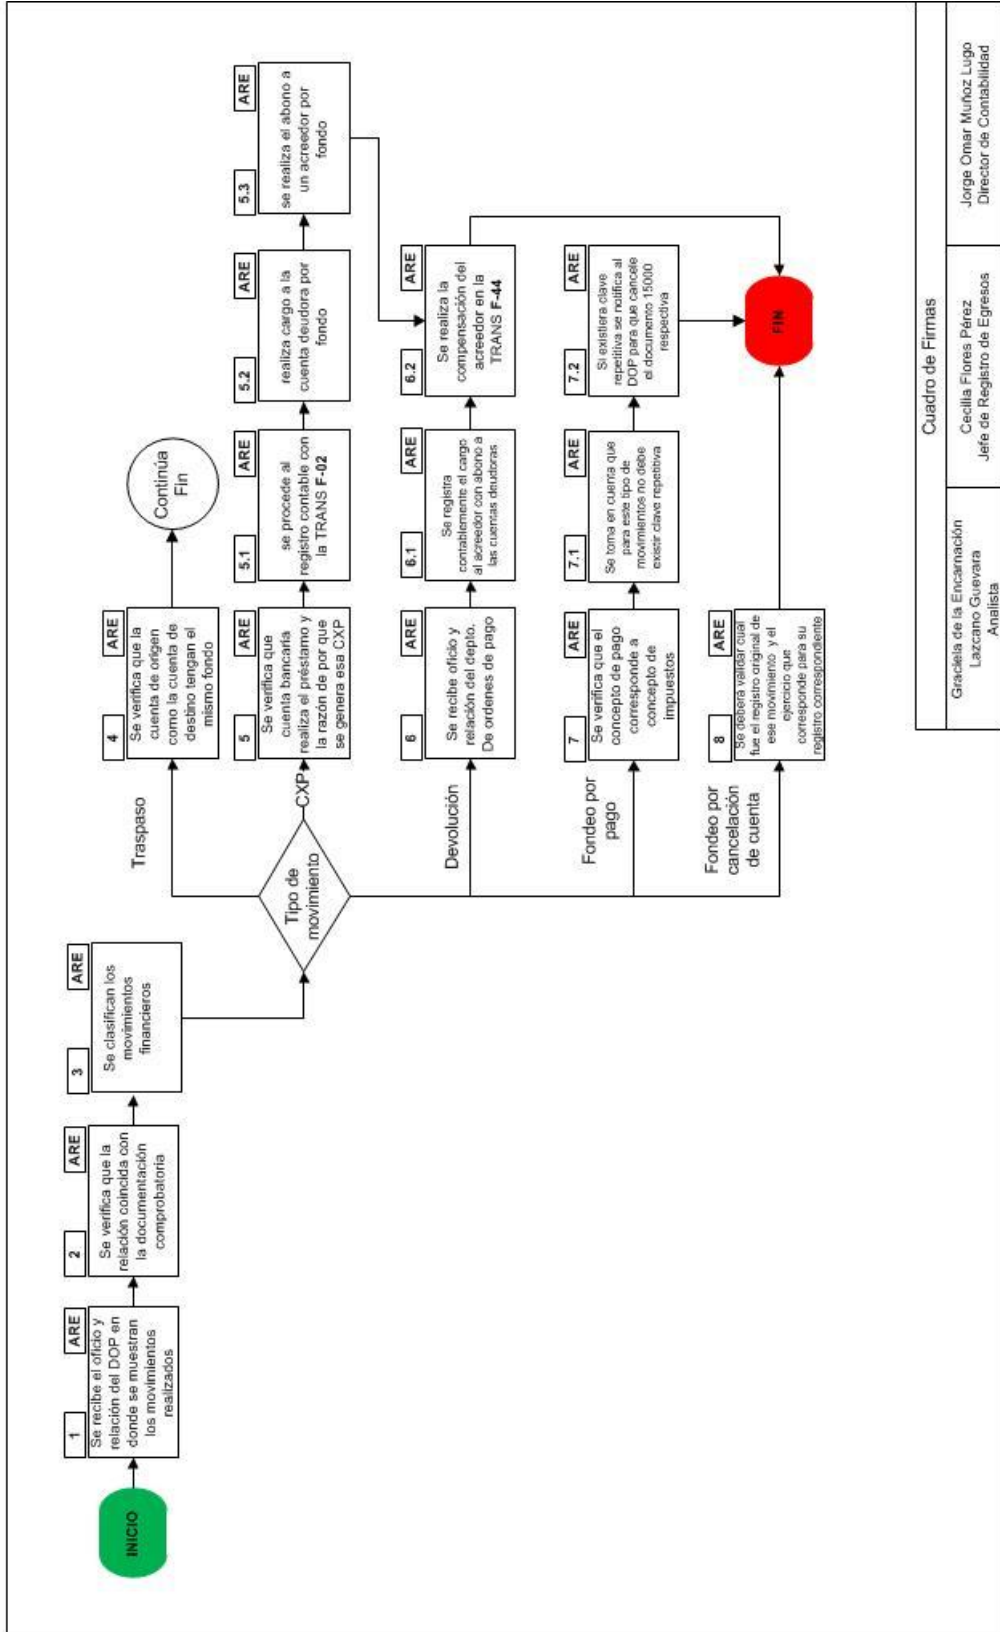 INICIO
1
ARE
Se recibe el oficio y
relación del DOP en
donde se muestran
los movimientos
realizados
2
ARE
Se verifica que la
relación coincida con
la documentación
comprobatoria
3
ARE
Se clasifican los
movimientos
financieros
Tipo de
movimiento
Traspaso
4
ARE
Se verifica que la
cuenta de origen
como la cuenta de
destino tengan el
mismo fondo
Continúa
Fin
CXP
5
ARE
Se verifica que
cuenta bancaria
realiza el préstamo y
la razón de por que
se genera esa CXP
5.1
ARE
se procede al
registro contable con
la TRANS F-02
5.2
ARE
realiza cargo a la
cuenta deudora por
fondo
5.3
ARE
se realiza el abono a
un acreedor por
fondo
Devolución
6
ARE
Se recibe oficio y
relación del depto.
De ordenes de pago
6.1
ARE
Se registra
contablemente el cargo
al acreedor con abono a
las cuentas deudoras
6.2
ARE
Se realiza la
compensación del
acreedor en la
TRANS F-44
Fondeo por
pago
7
ARE
Se verifica que el
concepto de pago
corresponde a
concepto de
impuestos
7.1
ARE
Se toma en cuenta que
para este tipo de
movimientos no debe
existir clave repetitiva
7.2
ARE
Si existiera clave
repetitiva se notifica al
DOP para que cancele
el documento 15000
respectiva
Fondeo por
cancelación
de cuenta
8
ARE
Se deberá validar cual
fue el registro original de
ese movimiento y el
ejercicio que
corresponde para su
registro correspondiente
FIN
Cuadro de Firmas
Graciela de la Encarnación
Lazcano Guevara
Analista
Cecilia Flores Pérez
Jefe de Registro de Egresos
Jorge Omar Muñoz Lugo
Director de Contabilidad